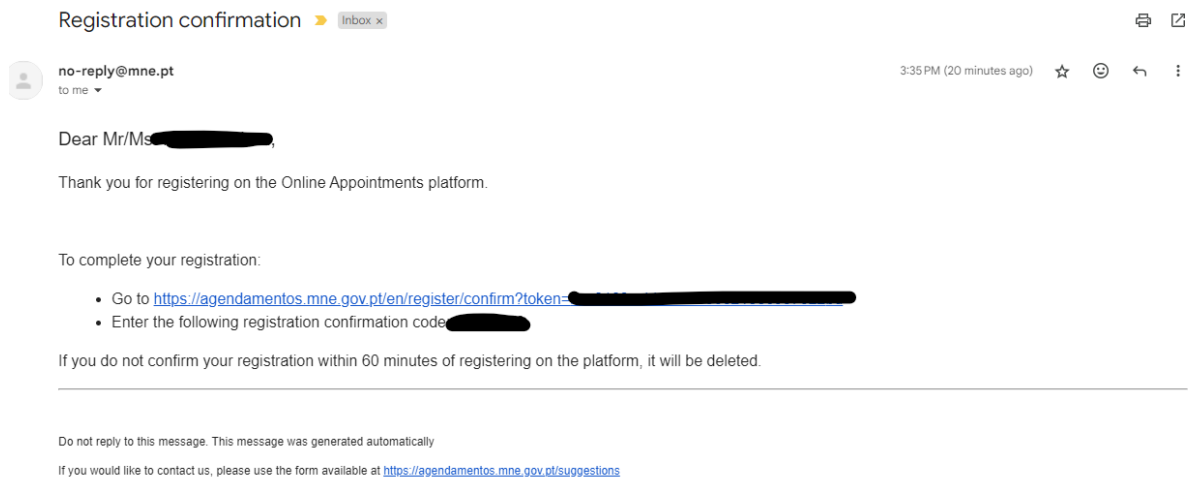 Registration confirmation Inbox ×
no-reply@mne.pt 3:35 PM (20 minutes ago)
to me
Dear Mr/Ms ,
Thank you for registering on the Online Appointments platform.
To complete your registration:
• Go to https://agendamentos.mne.gov.pt/en/register/confirm?token=
• Enter the following registration confirmation code
If you do not confirm your registration within 60 minutes of registering on the platform, it will be deleted.
Do not reply to this message. This message was generated automatically
If you would like to contact us, please use the form available at https://agendamentos.mne.gov.pt/suggestions